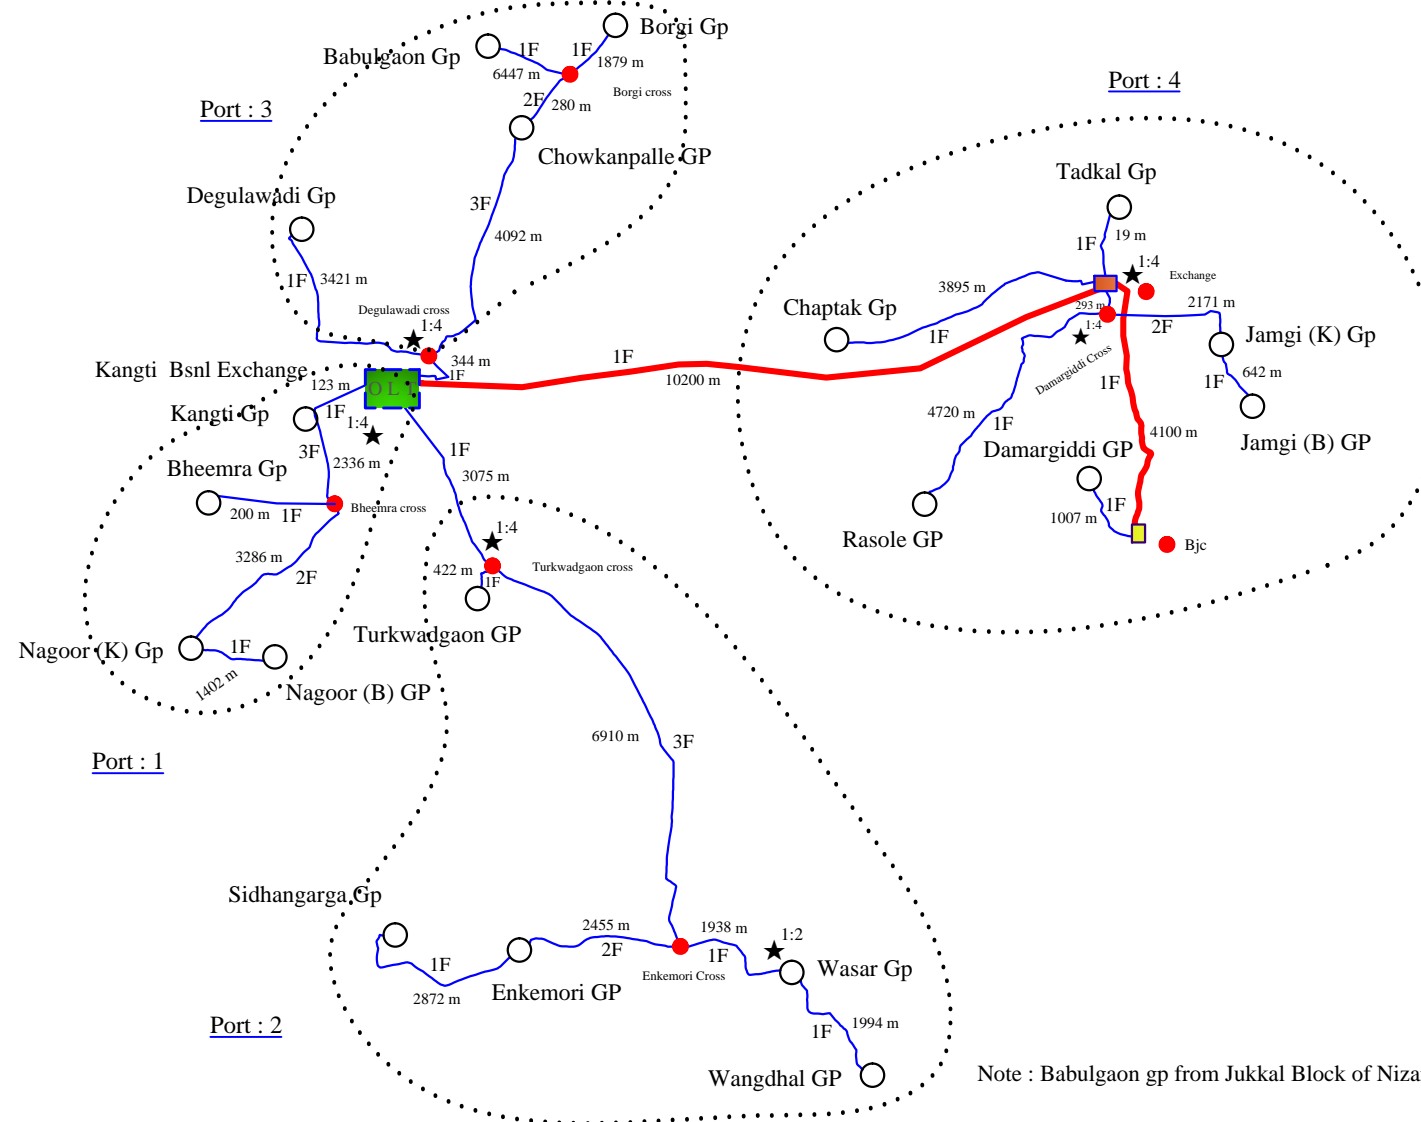 Borgi Gp
Babulgaon Gp
1F
1F
6447 m
1879 m
Borgi cross
2F
280 m
Port : 3
Port : 4
Chowkanpalle GP
Degulawadi Gp
3F
4092 m
1F
3421 m
Degulawadi cross
1:4
344 m
1F
Tadkal Gp
1F
19 m
1:4
Exchange
3895 m
Chaptak Gp
1F
293 m
1:4
Damargiddi Cross
2171 m
2F
Jamgi (K) Gp
1F
642 m
Jamgi (B) GP
1F
4100 m
4720 m
1F
Damargiddi GP
1F
1007 m
Rasole GP
Bjc
1F
10200 m
Kangti Bsnl Exchange
O L T
123 m
Kangti Gp
1F
1:4
3F
2336 m
Bheemra Gp
200 m
1F
Bheemra cross
3286 m
2F
Nagoor (K) Gp
1F
1402 m
Nagoor (B) GP
Port : 1
1F
3075 m
1:4
422 m
1F
Turkwadgaon cross
Turkwadgaon GP
6910 m
3F
Sidhangarga Gp
1F
2872 m
2455 m
2F
Enkemori GP
Enkemori Cross
1938 m
1F
1:2
Wasar Gp
1F
1994 m
Wangdhal GP
Port : 2
Note : Babulgaon gp from Jukkal Block of Niza